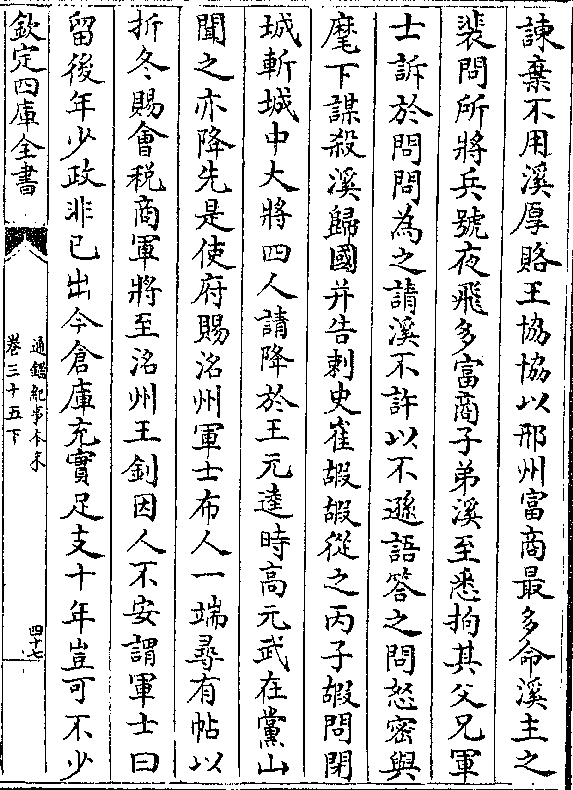 諫棄不用溪厚賂王協協以邢州富商最多命溪主之
裴問所將兵號夜飛多富商子弟溪至悉拘其父兄軍
士訴於問問為之請溪不許以不遜語答之問怒密與
麾下謀殺溪歸國并告刺史崔嘏嘏從之丙子嘏問閉
城斬城中大將四人請降於王元逵時高元武在黨山
聞之亦降先是使府賜洺州軍士布人一端尋有帖以
折冬賜會稅商軍將至洺州王釗因人不安謂軍士曰
留後年少政非已出今倉庫充實足支十年豈可不少
欽定四庫全書
通鑑紀事本末
卷三十五下
四十七